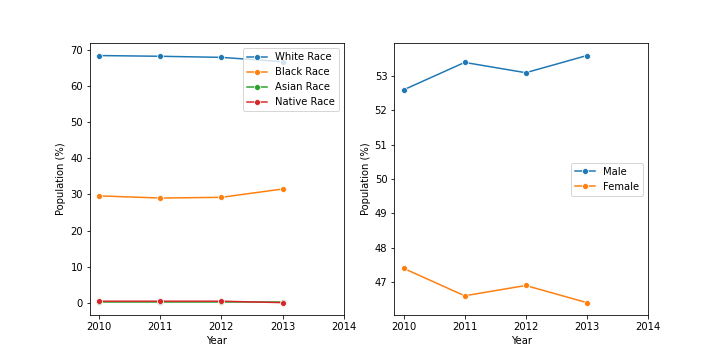 70
60
50
40
30
20
10
0
Population (%)
2010 2011 2012 2013 2014
Year
White Race
Black Race
Asian Race
Native Race
53
52
51
50
49
48
47
Population (%)
2010 2011 2012 2013 2014
Year
Male
Female